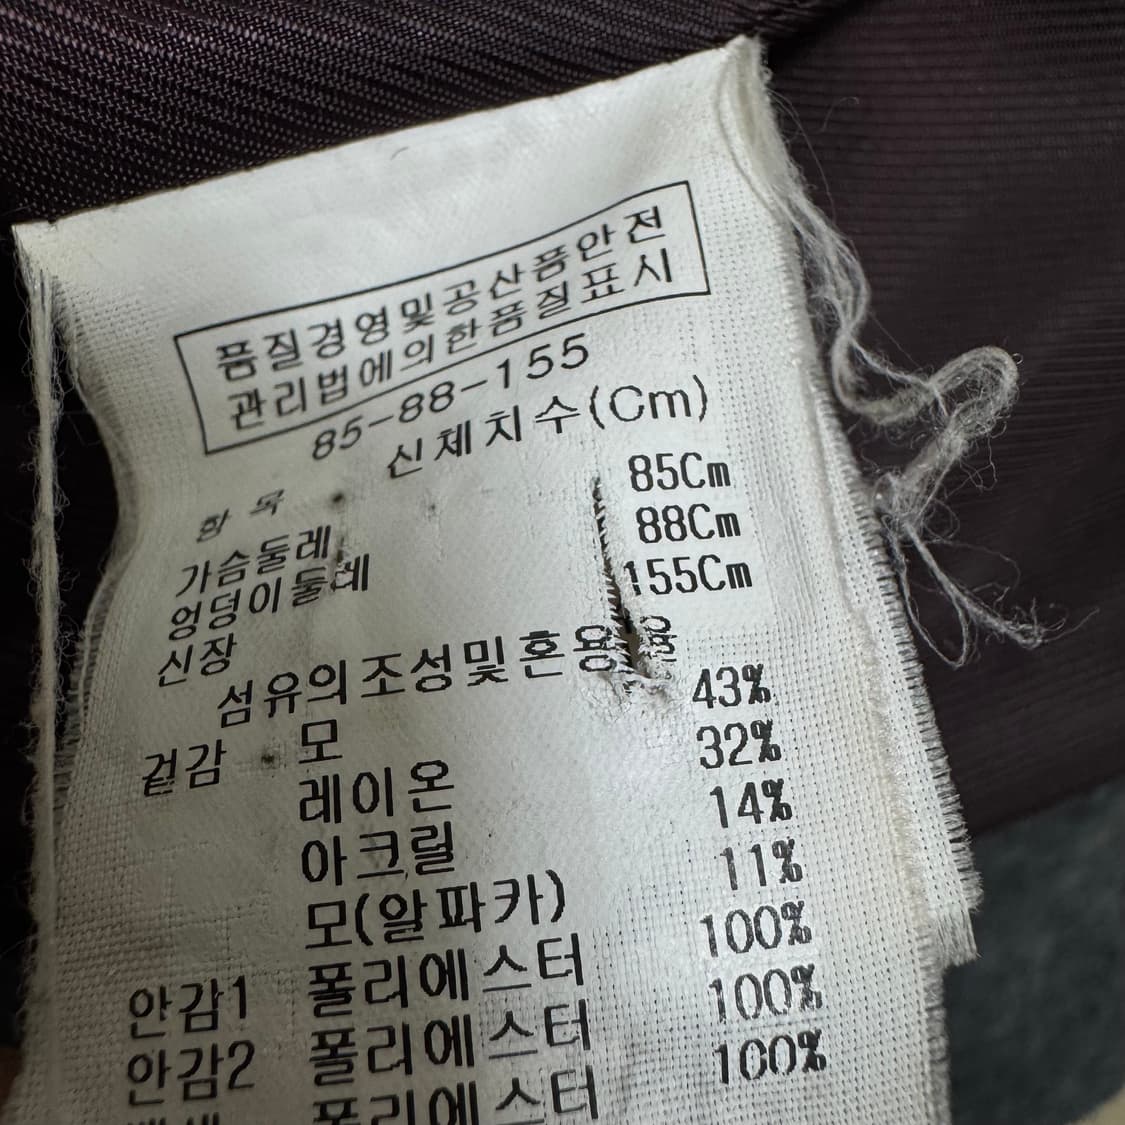 품질경영및공산품안전
관리법에의한품질표시
85-88-155
신체치수(Cm)
항 목
가슴둘레 85Cm
엉덩이둘레 88Cm
신장 155Cm
섬유의조성및혼용율
겉감 모 43%
레이온 32%
아크릴 14%
모(알파카) 11%
안감1 폴리에스터 100%
안감2 폴리에스터 100%
폴리에스터 100%